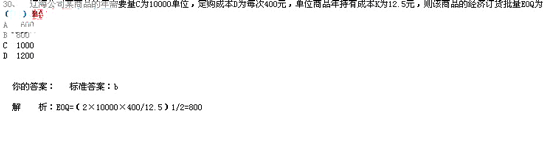 30、 江海公司某商品的年需要量C为10000单位，定购成本D为每次400元，单位商品年持有成本K为12.5元，则该商品的经济订货批量EOQ为
（ ）
A 600
B 800
C 1000
D 1200
你的答案： 标准答案：b
解 析：EOQ=（2×10000×400/12.5）1/2=800